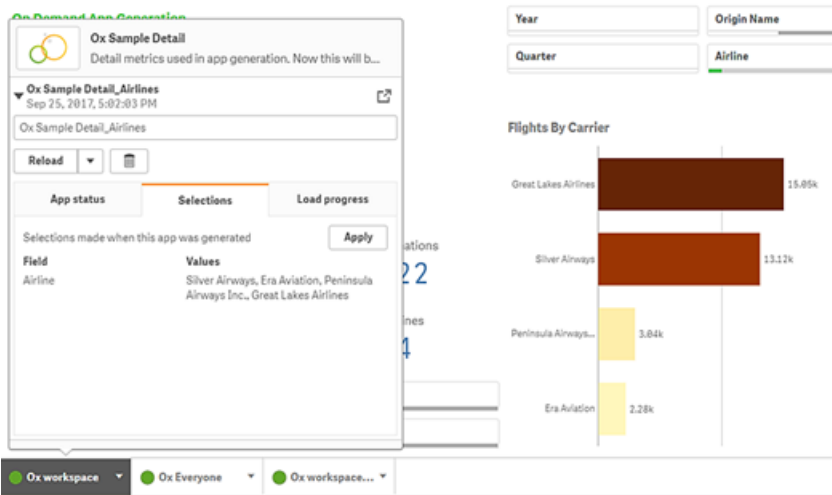 On Demand App Generation
Ox Sample Detail
Detail metrics used in app generation. Now this will b...
Ox Sample Detail_Airlines
Sep 25, 2017, 5:02:03 PM
Ox Sample Detail_Airlines
Reload
App status
Selections
Load progress
Selections made when this app was generated
Apply
Field
Values
Airline
Silver Airways, Era Aviation, Peninsula
Airways Inc., Great Lakes Airlines
ations
22
ines
4
Year
Origin Name
Quarter
Airline
Flights By Carrier
Great Lakes Airlines
15.05k
Silver Airways
13.12k
Peninsula Airways...
3.04k
Era Aviation
2.28k
Ox workspace
Ox Everyone
Ox workspace...